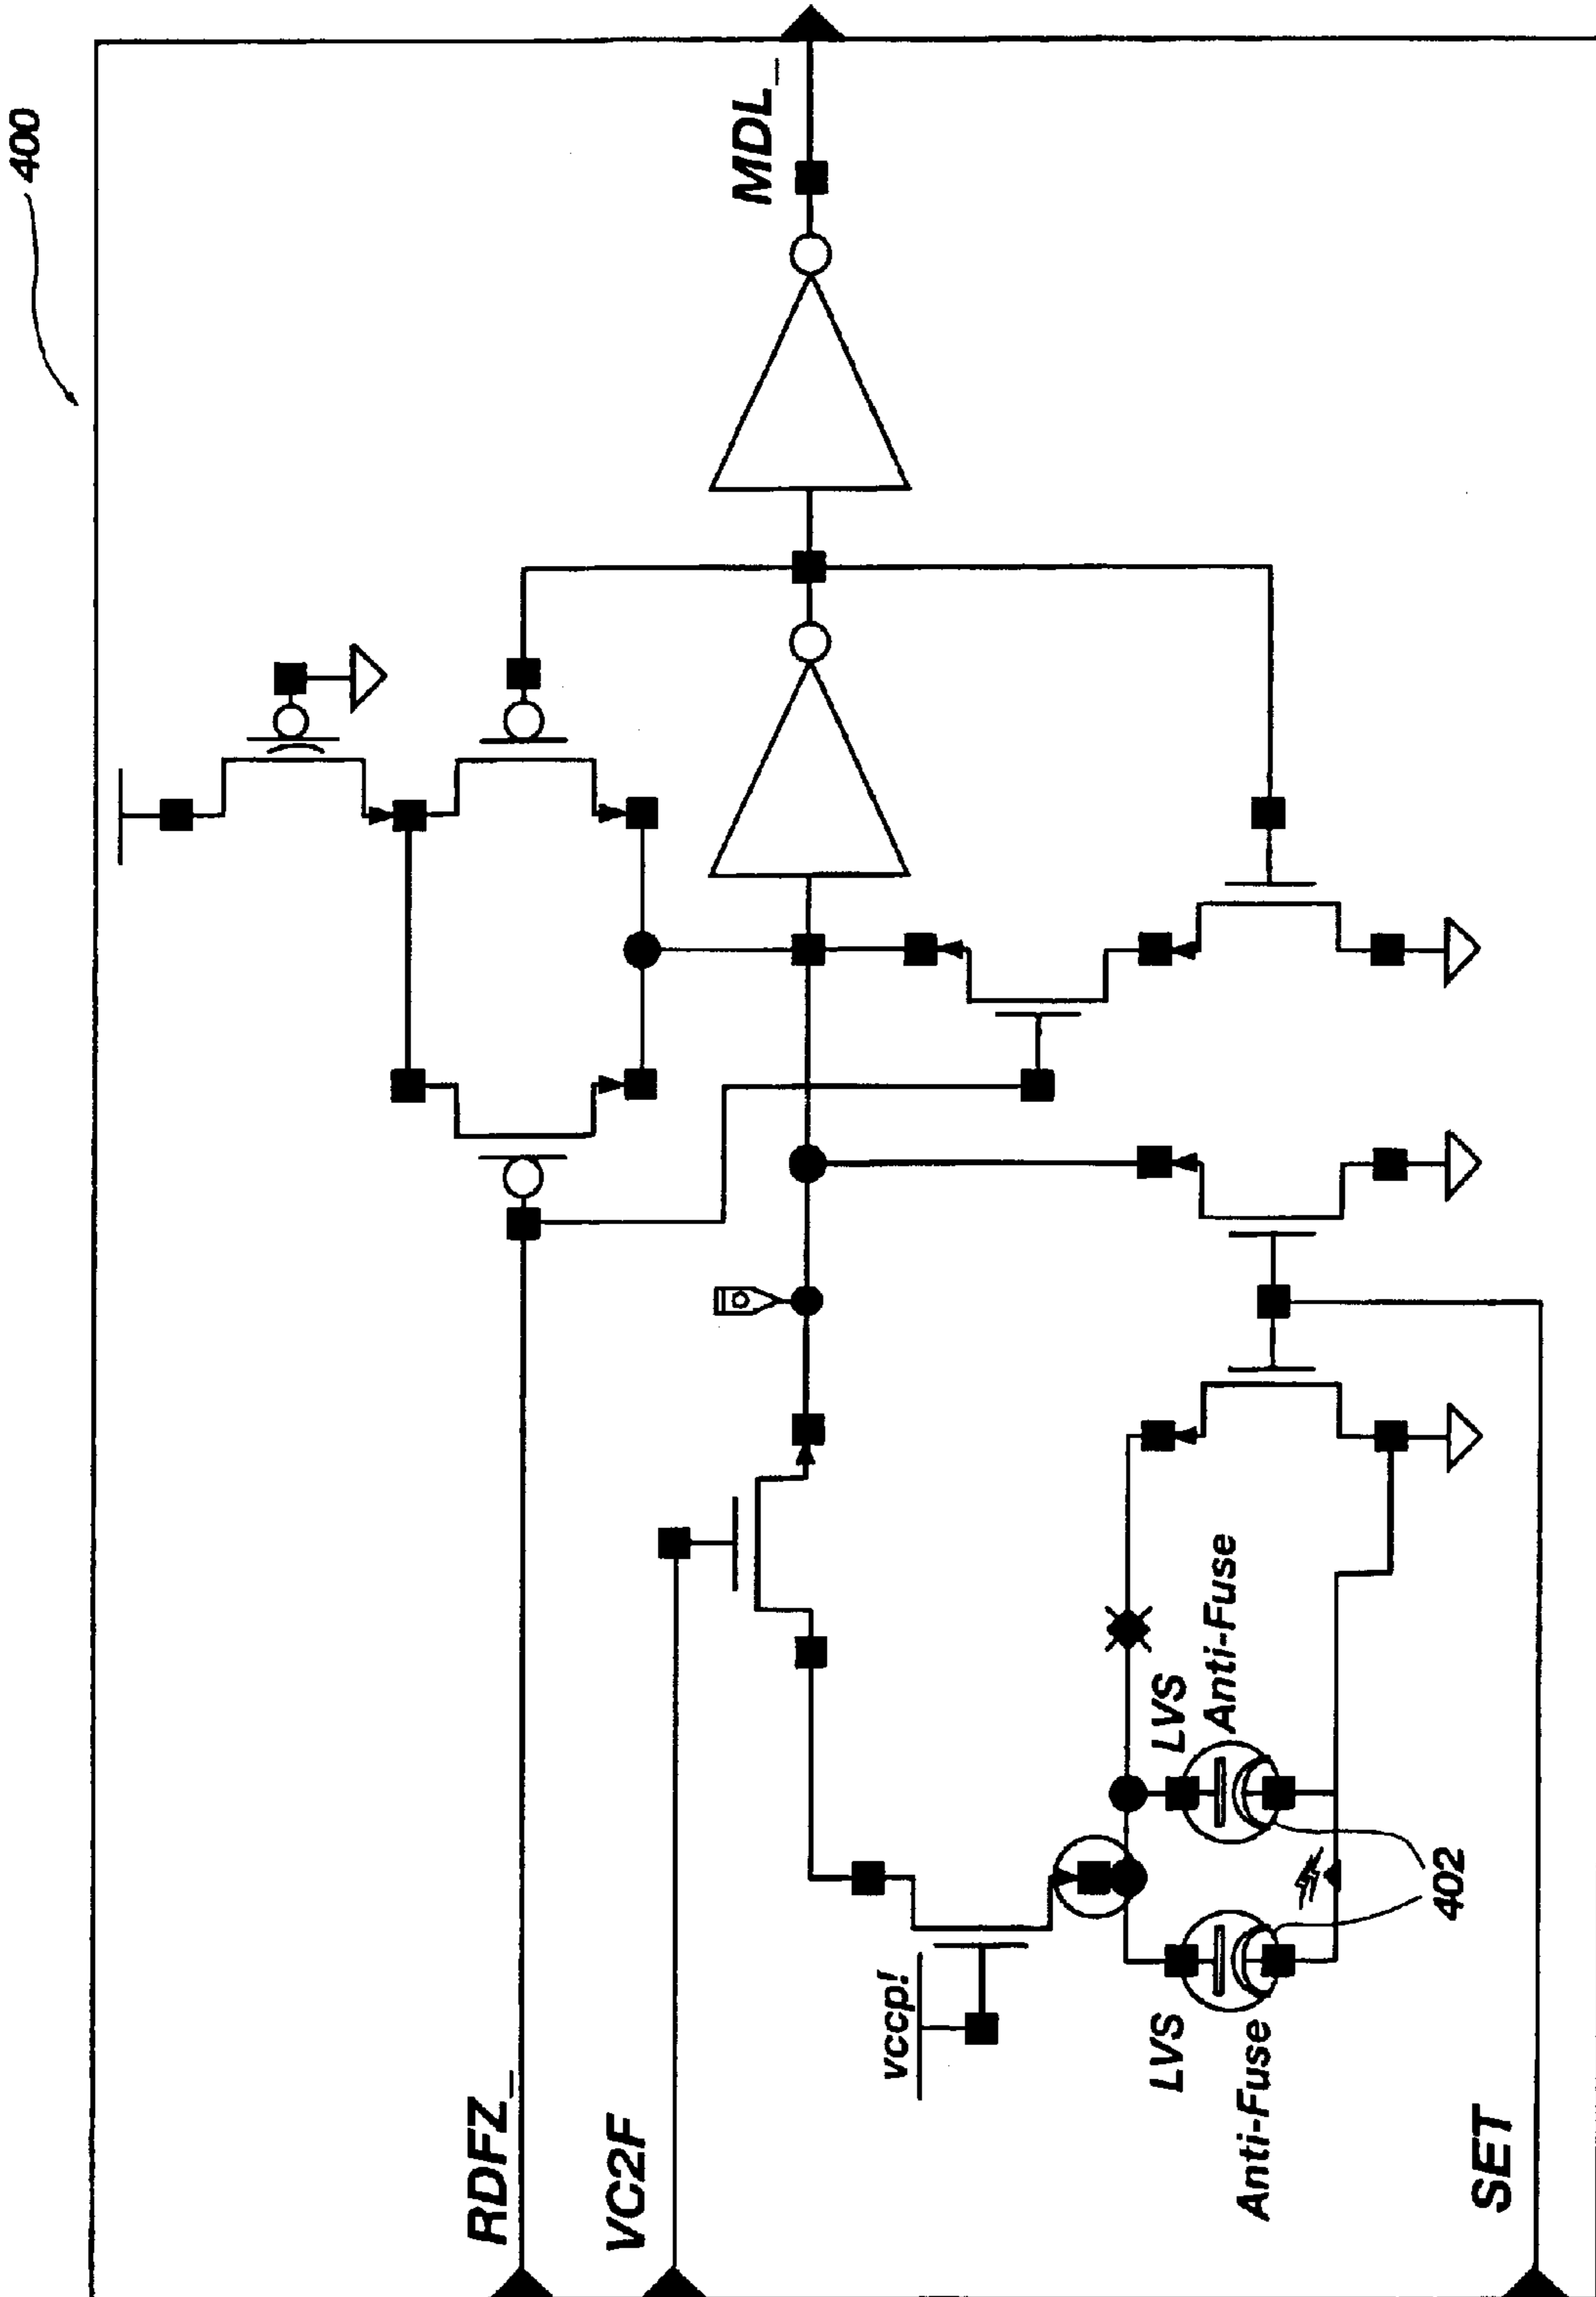 400
MDL_
RDFZ_
VC2F
vccp!
LVS
Anti-Fuse
LVS
Anti-Fuse
402
SET